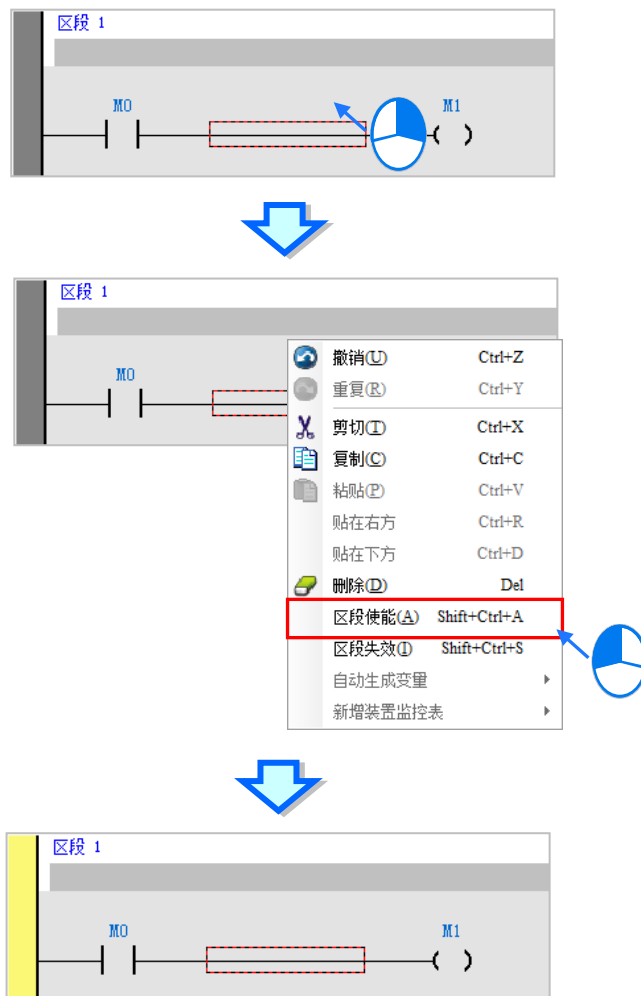 区段 1
M0 M1
区段 1
M0
撤销(U) Ctrl+Z
重复(R) Ctrl+Y
剪切(T) Ctrl+X
复制(C) Ctrl+C
粘贴(P) Ctrl+V
贴在右方 Ctrl+R
贴在下方 Ctrl+D
删除(D) Del
区段使能(A) Shift+Ctrl+A
区段失效(I) Shift+Ctrl+S
自动生成变量
新增装置监控表
区段 1
M0 M1